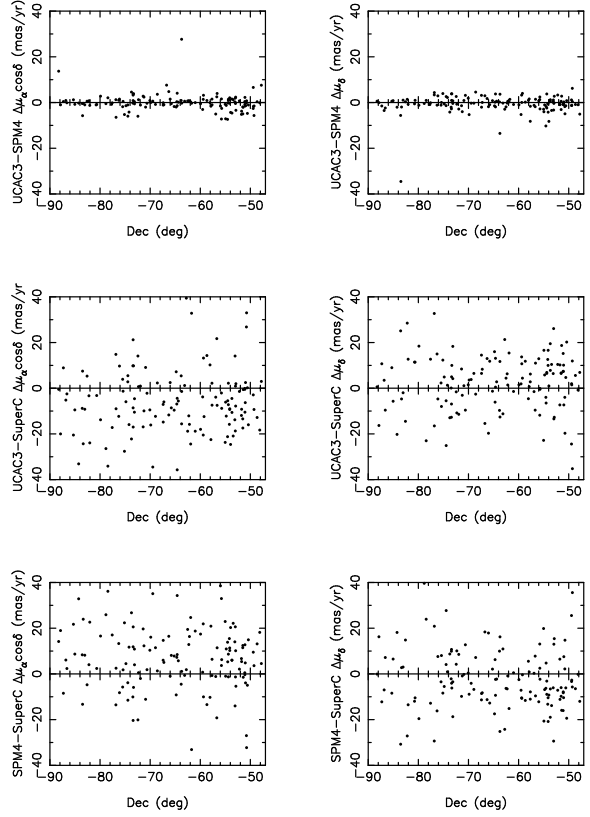 UCAC3−SPM4 Δμαcosδ (mas/yr)
40
20
0
−20
−40
−90 −80 −70 −60 −50
Dec (deg)
UCAC3−SPM4 Δμδ (mas/yr)
40
20
0
−20
−40
−90 −80 −70 −60 −50
Dec (deg)
UCAC3−SuperC Δμαcosδ (mas/yr
40
20
0
−20
−40
−90 −80 −70 −60 −50
Dec (deg)
UCAC3−SuperC Δμδ (mas/yr)
40
20
0
−20
−40
−90 −80 −70 −60 −50
Dec (deg)
SPM4−SuperC Δμαcosδ (mas/yr)
40
20
0
−20
−40
−90 −80 −70 −60 −50
Dec (deg)
SPM4−SuperC Δμδ (mas/yr)
40
20
0
−20
−40
−90 −80 −70 −60 −50
Dec (deg)